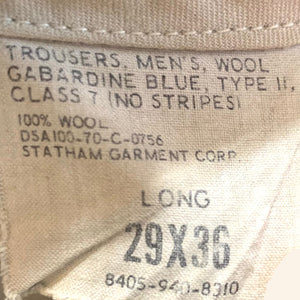 TROUSERS, MEN'S, WOOL
GABARDINE BLUE, TYPE II,
CLASS 7 (NO STRIPES)
100% WOOL
DSA100-70-C-0756
STATHAM GARMENT CORP.
LONG
29X36
8405-940-8310